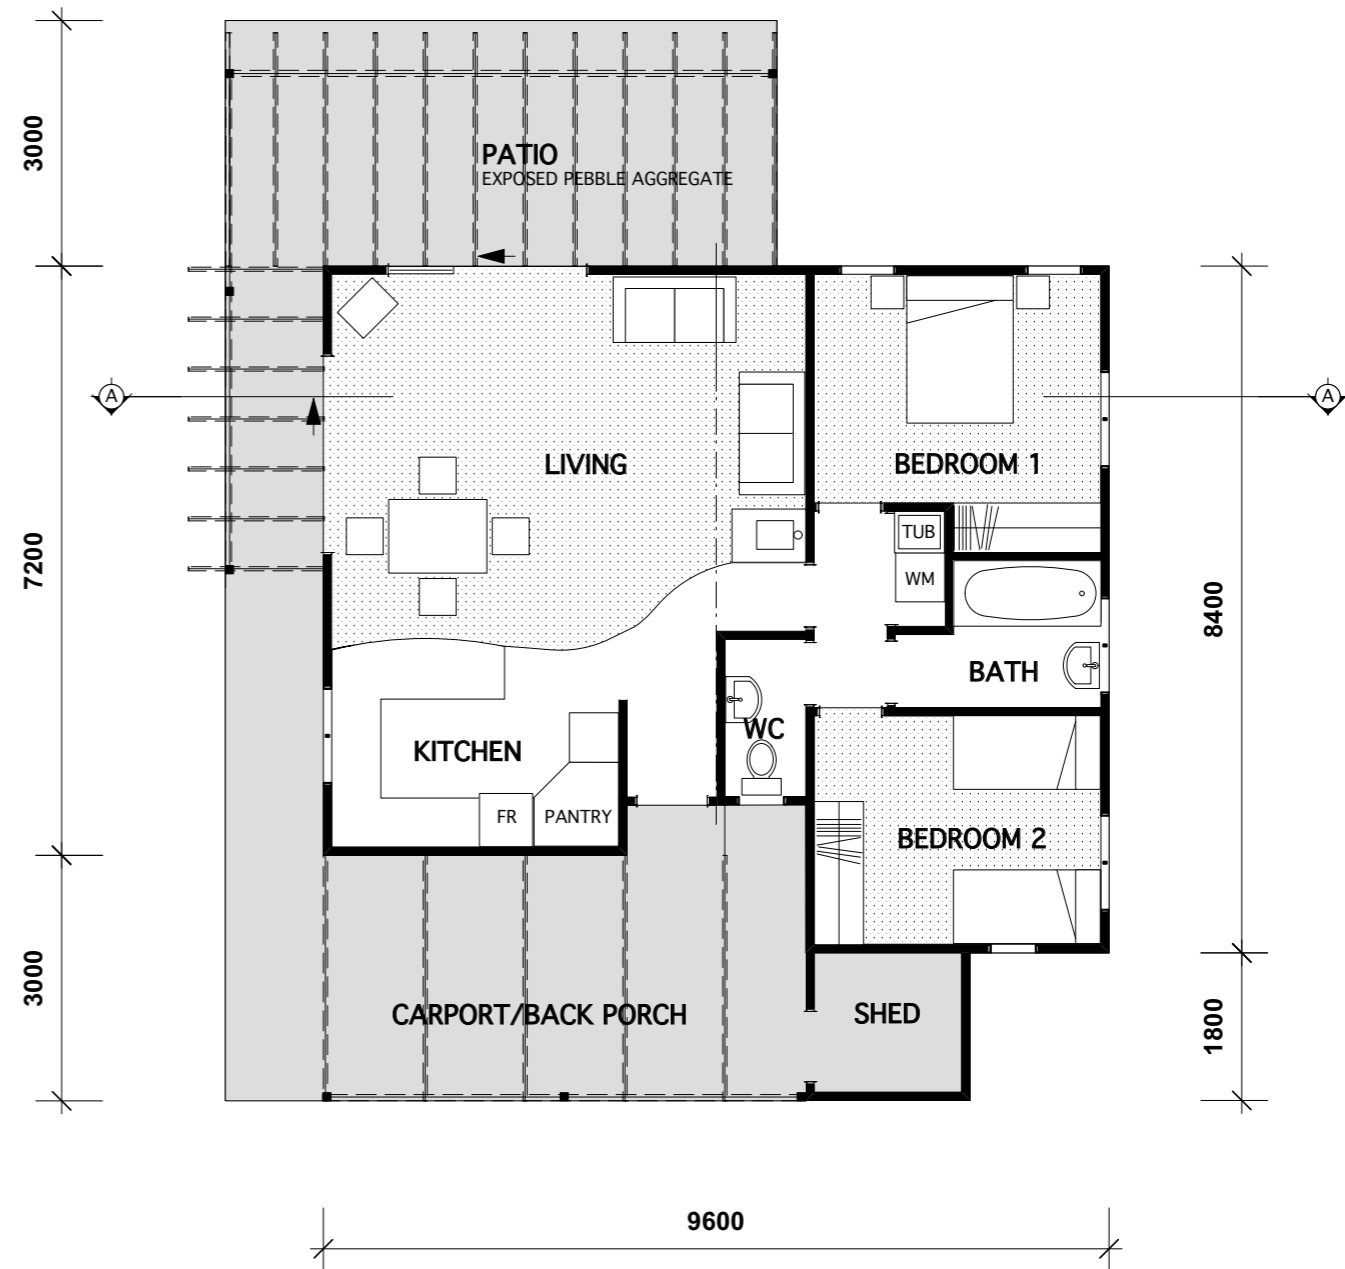 3000
PATIO
EXPOSED PEBBLE AGGREGATE
A
A
LIVING
BEDROOM 1
TUB
WM
7200
8400
BATH
WC
KITCHEN
FR
PANTRY
BEDROOM 2
3000
CARPORT/BACK PORCH
SHED
1800
9600